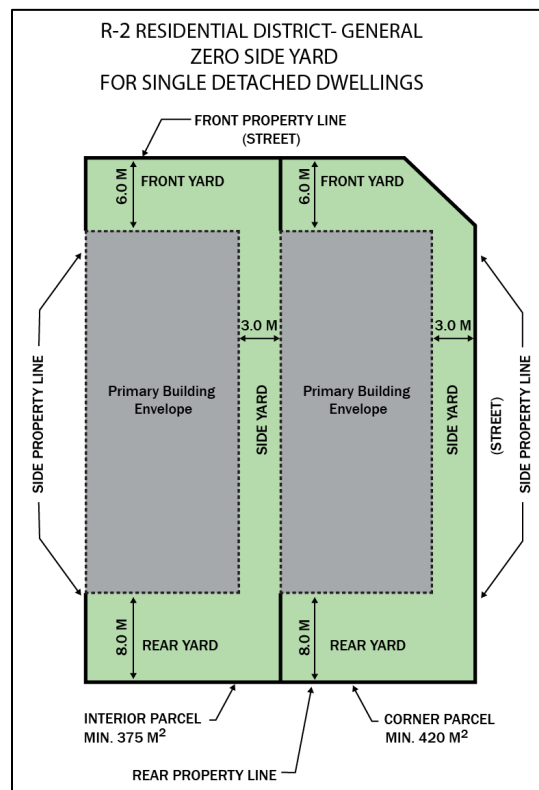 R-2 RESIDENTIAL DISTRICT- GENERAL
ZERO SIDE YARD
FOR SINGLE DETACHED DWELLINGS
FRONT PROPERTY LINE
(STREET)
6.0 M
FRONT YARD
6.0 M
FRONT YARD
SIDE PROPERTY LINE
Primary Building
Envelope
3.0 M
SIDE YARD
Primary Building
Envelope
3.0 M
SIDE YARD
(STREET)
SIDE PROPERTY LINE
8.0 M
REAR YARD
8.0 M
REAR YARD
INTERIOR PARCEL
MIN. 375 M²
CORNER PARCEL
MIN. 420 M²
REAR PROPERTY LINE